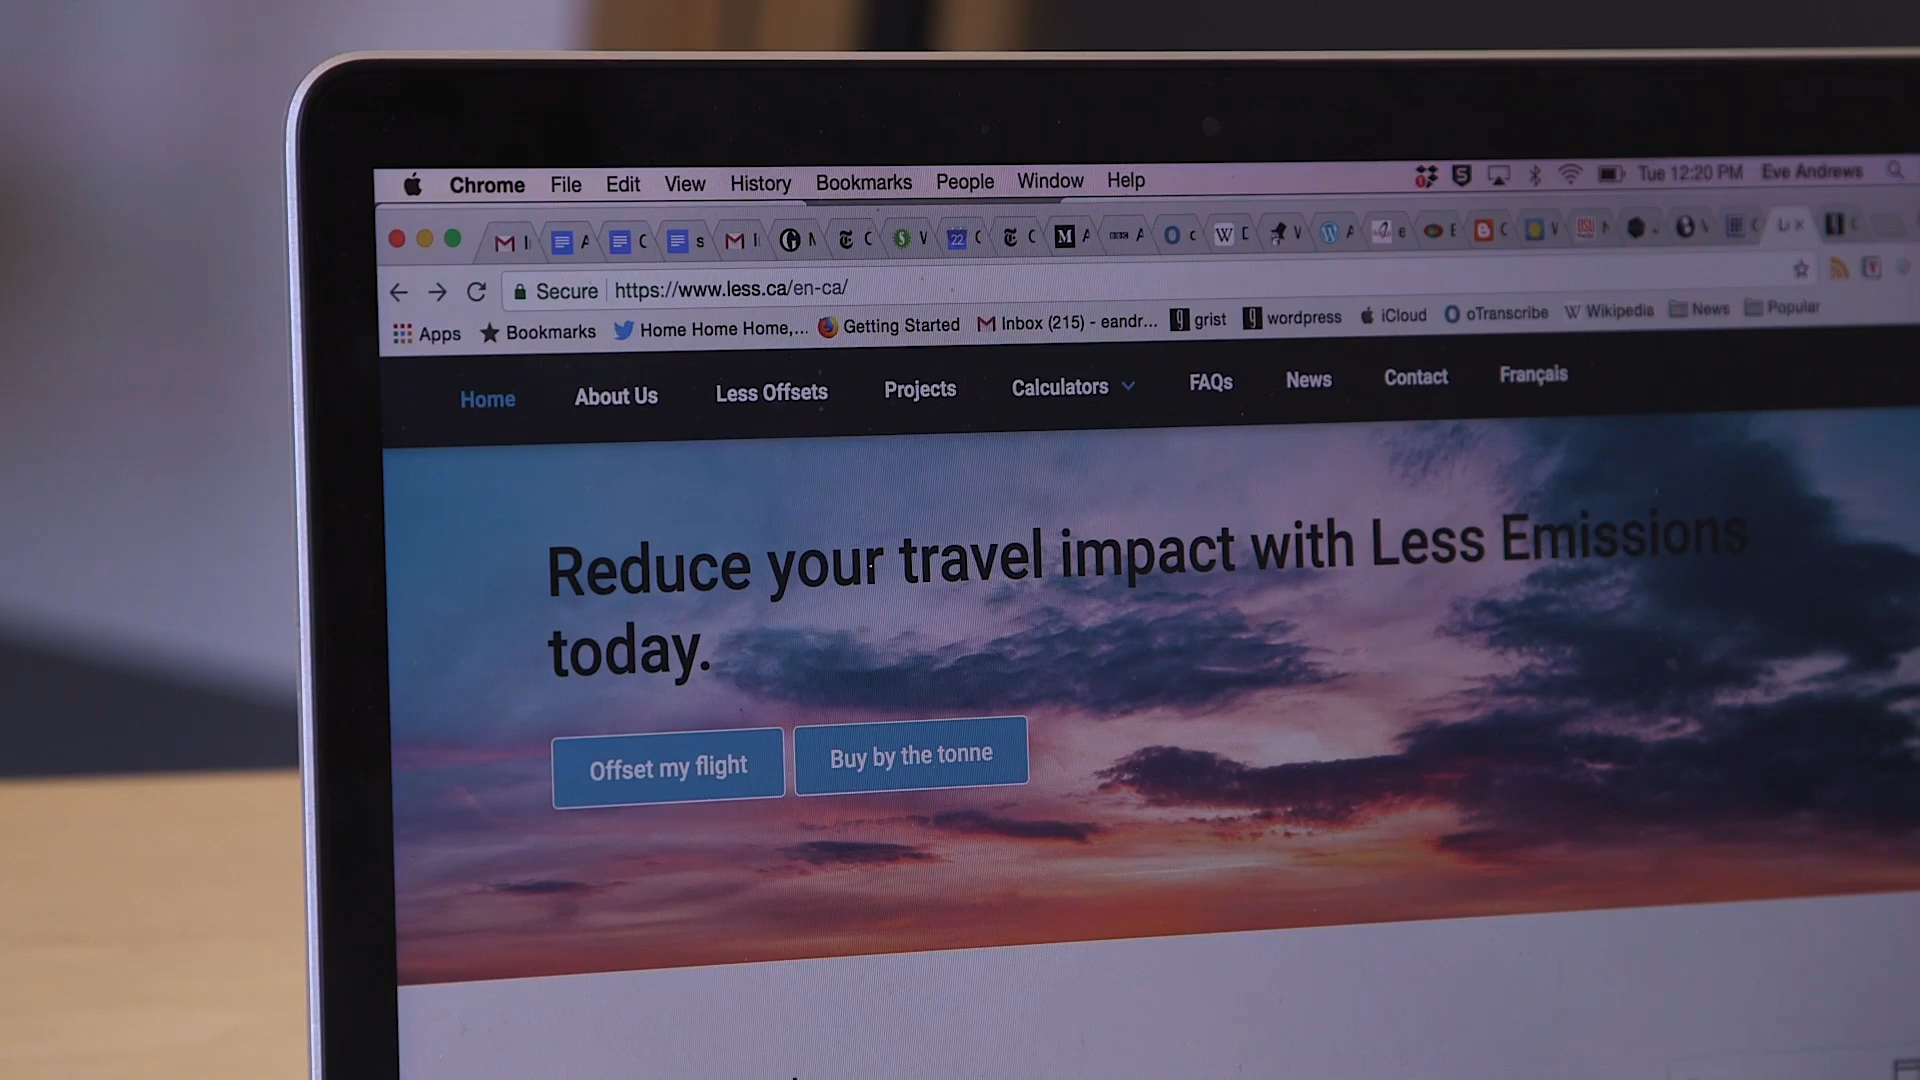 Chrome File Edit View History Bookmarks People Window Help Tue 12:20 PM Eve Andrews
Secure https://www.less.ca/en-ca/
Apps Bookmarks Home Home Home,... Getting Started Inbox (215) - eandr... grist wordpress iCloud oTranscribe Wikipedia News Popular
Home About Us Less Offsets Projects Calculators FAQs News Contact Français
Reduce your travel impact with Less Emissions
today.
Offset my flight Buy by the tonne